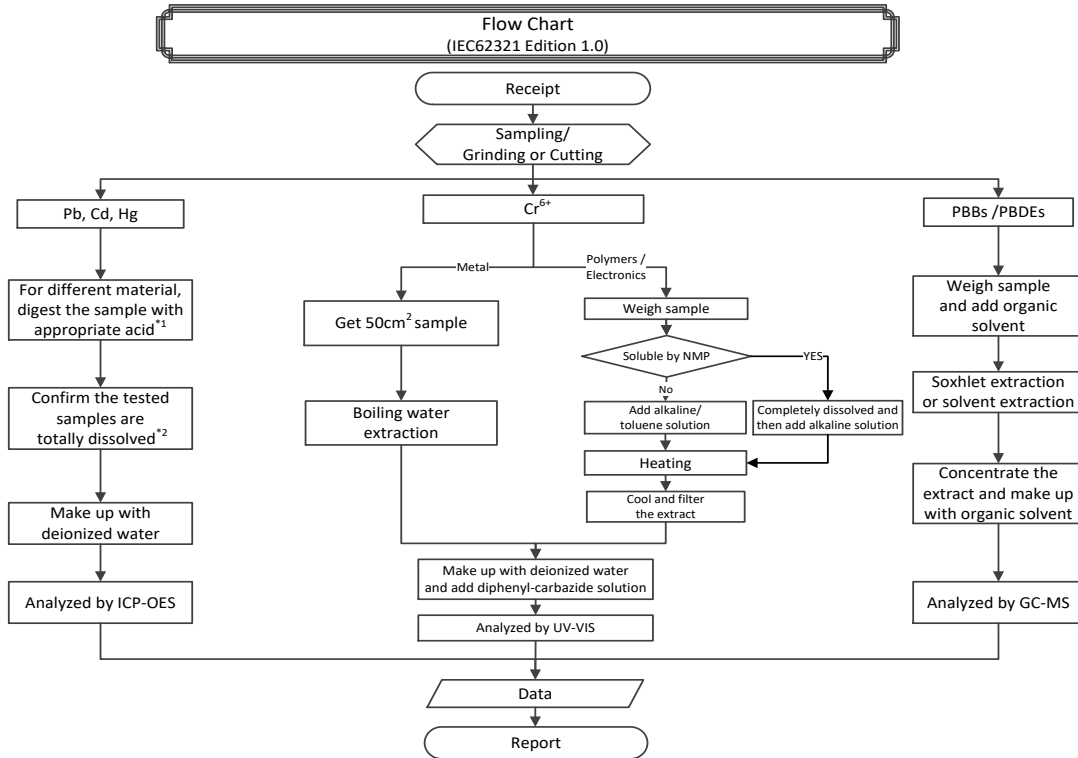 Flow Chart
(IEC62321 Edition 1.0)
Receipt
Sampling/
Grinding or Cutting
Pb, Cd, Hg
For different material,
digest the sample with
appropriate acid*1
Confirm the tested
samples are
totally dissolved*2
Make up with
deionized water
Analyzed by ICP-OES
Cr6+
Metal
Get 50cm2 sample
Boiling water
extraction
Polymers /
Electronics
Weigh sample
Soluble by NMP
YES
No
Add alkaline/
toluene solution
Completely dissolved and
then add alkaline solution
Heating
Cool and filter
the extract
Make up with deionized water
and add diphenyl-carbazide solution
Analyzed by UV-VIS
PBBs /PBDEs
Weigh sample
and add organic
solvent
Soxhlet extraction
or solvent extraction
Concentrate the
extract and make up
with organic solvent
Analyzed by GC-MS
Data
Report